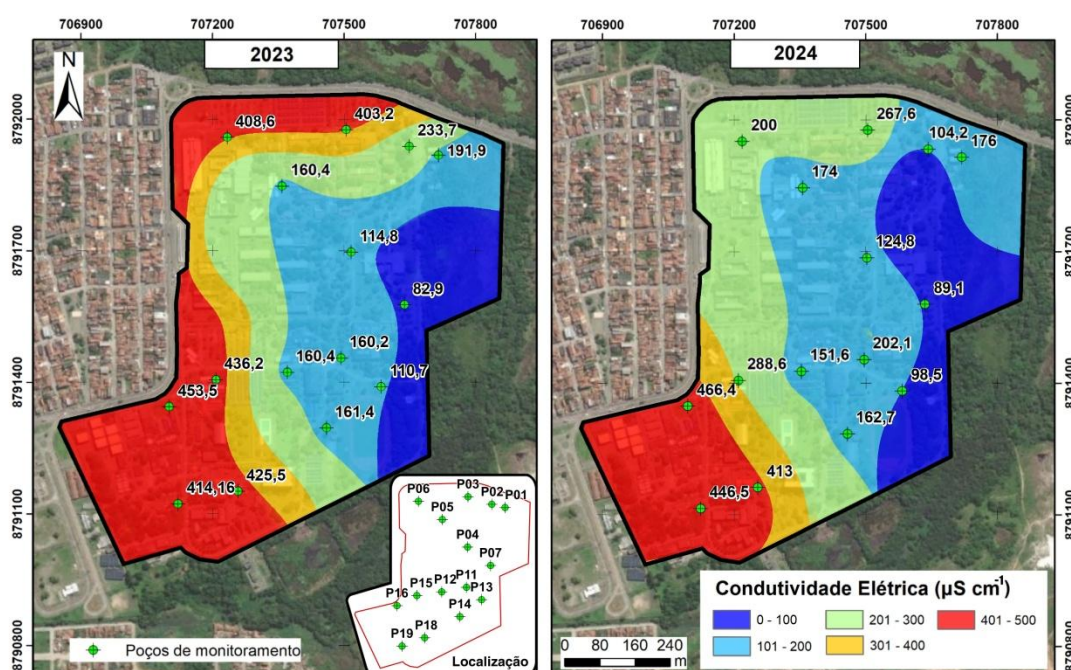 706900 707200 707500 707800
706900 707200 707500 707800
2023
2024
N
8792000
8791700
8791400
8791100
8790800
408,6
403,2
233,7
191,9
160,4
114,8
82,9
160,2
160,4
110,7
436,2
453,5
161,4
425,5
414,16
P03
P06
P02
P01
P05
P04
P07
P11
P12
P15
P13
P16
P14
P18
P19
Localização
Poços de monitoramento
267,6
200
104,2
176
174
124,8
89,1
202,1
151,6
288,6
98,5
466,4
162,7
413
446,5
8792000
8791700
8791400
8791100
8790800
Condutividade Elétrica (µS cm-1)
0 - 100
201 - 300
401 - 500
101 - 200
301 - 400
240 160 80 0 240
m